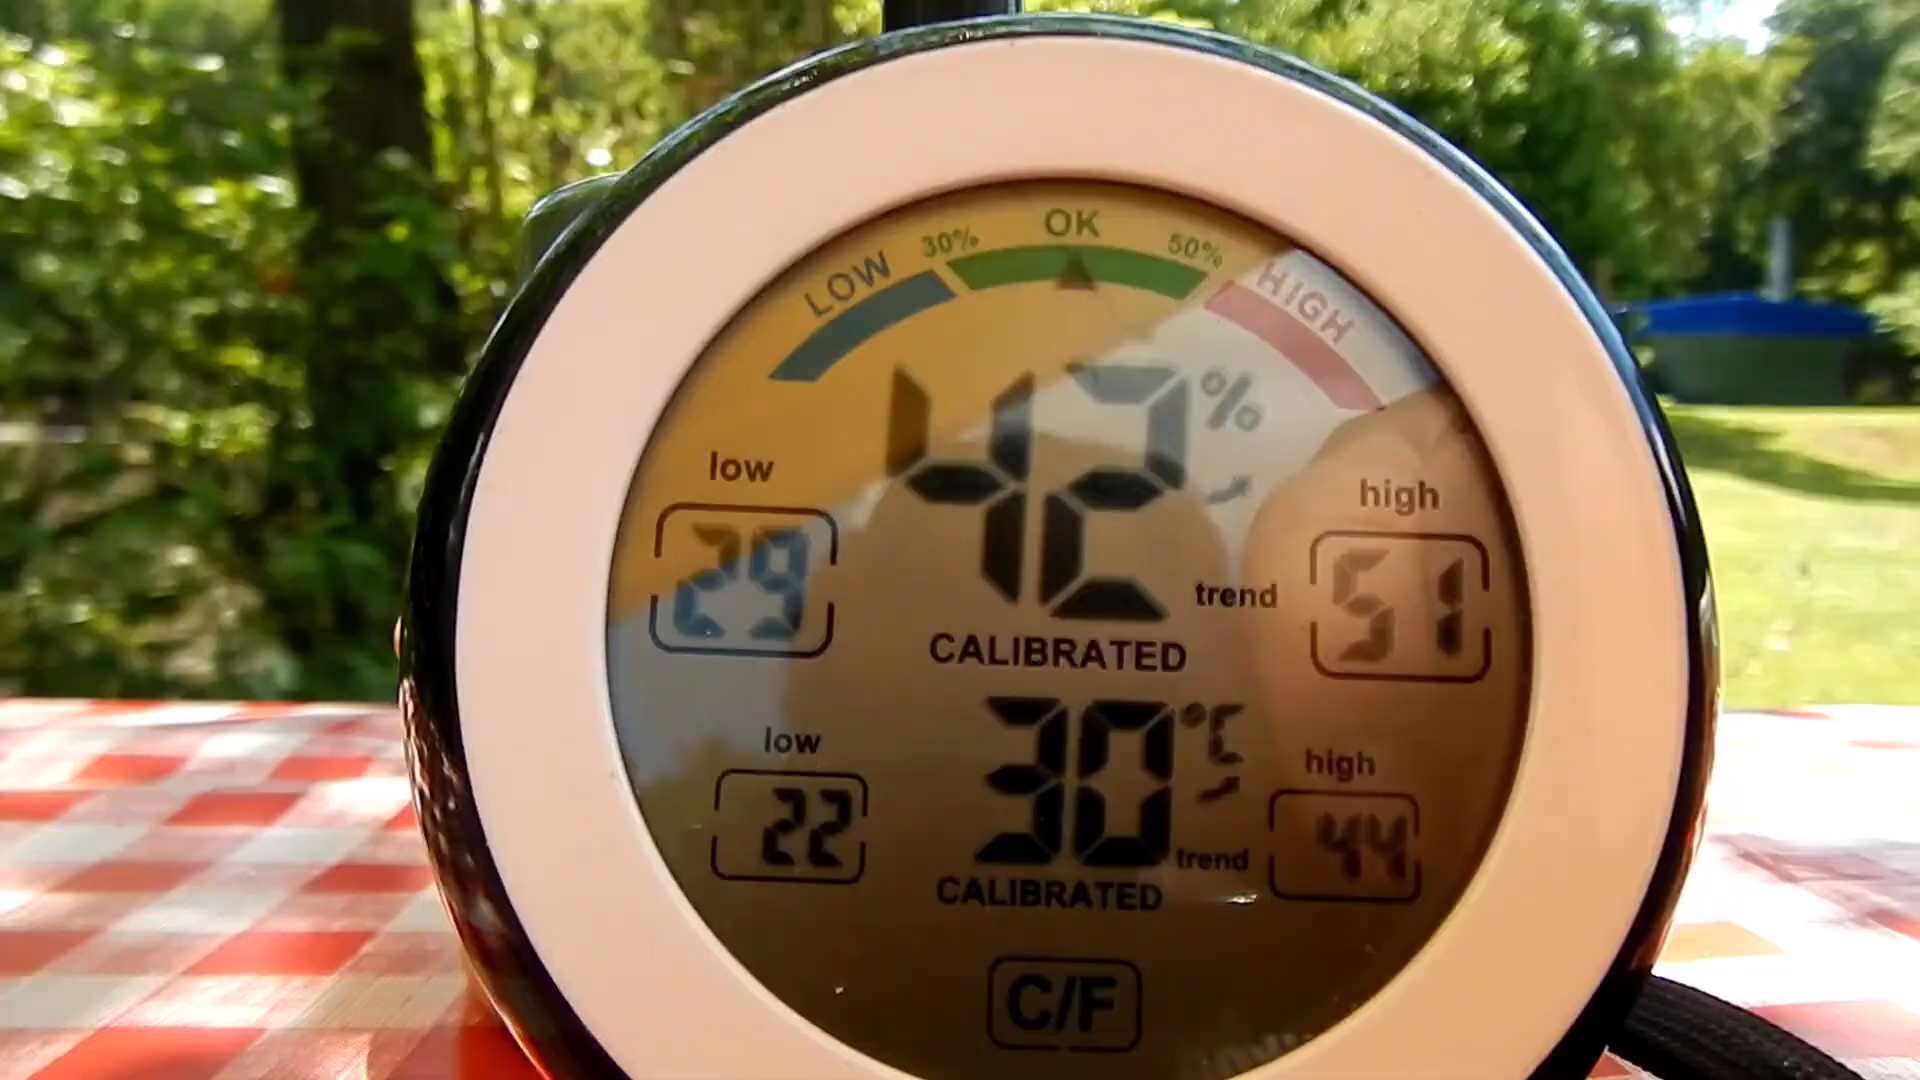 OK
30%
50%
LOW
HIGH
42%
low
29
high
51
trend
CALIBRATED
30°C
low
22
high
44
trend
CALIBRATED
C/F